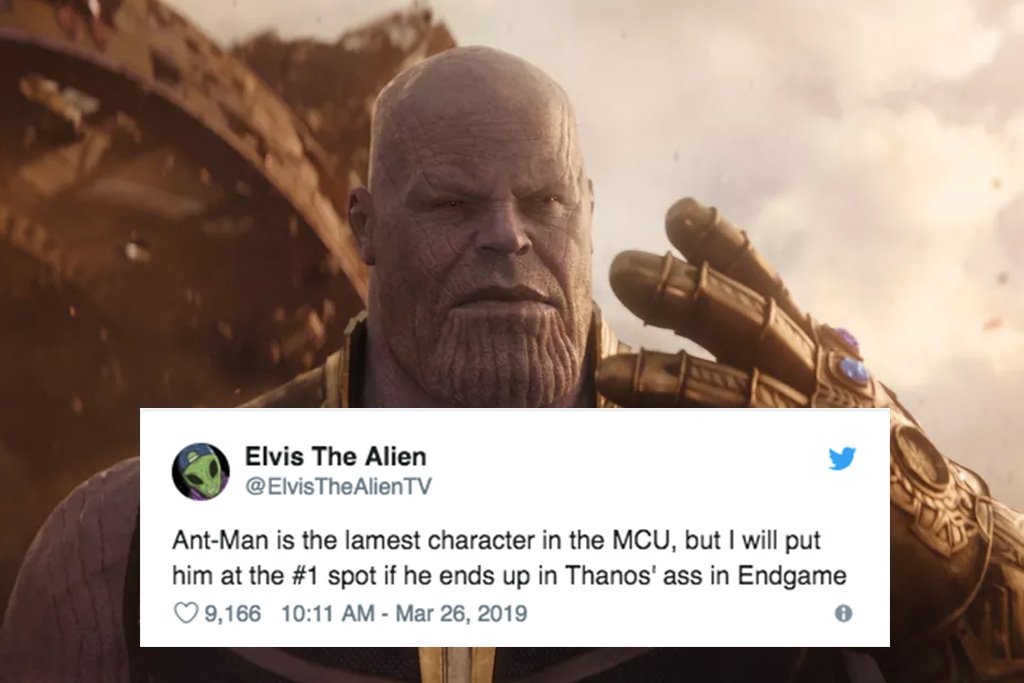 Elvis The Alien
@ElvisTheAlienTV
Ant-Man is the lamest character in the MCU, but I will put
him at the #1 spot if he ends up in Thanos' ass in Endgame
9,166 10:11 AM - Mar 26, 2019